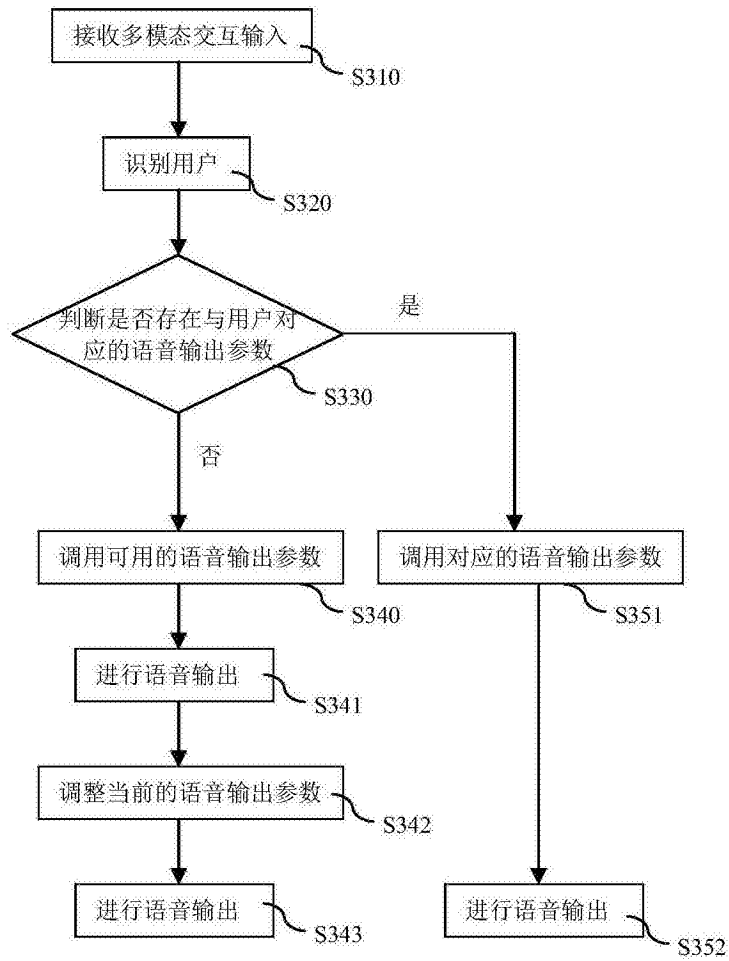 接收多模态交互输入
S310
识别用户
S320
判断是否存在与用户对
应的语音输出参数
S330
是
否
调用可用的语音输出参数
S340
调用对应的语音输出参数
S351
进行语音输出
S341
调整当前的语音输出参数
S342
进行语音输出
S343
进行语音输出
S352